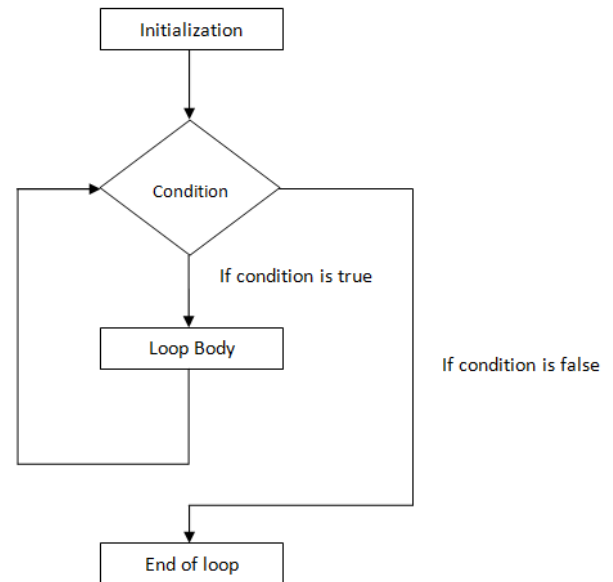 Initialization
Condition
If condition is true
Loop Body
If condition is false
End of loop